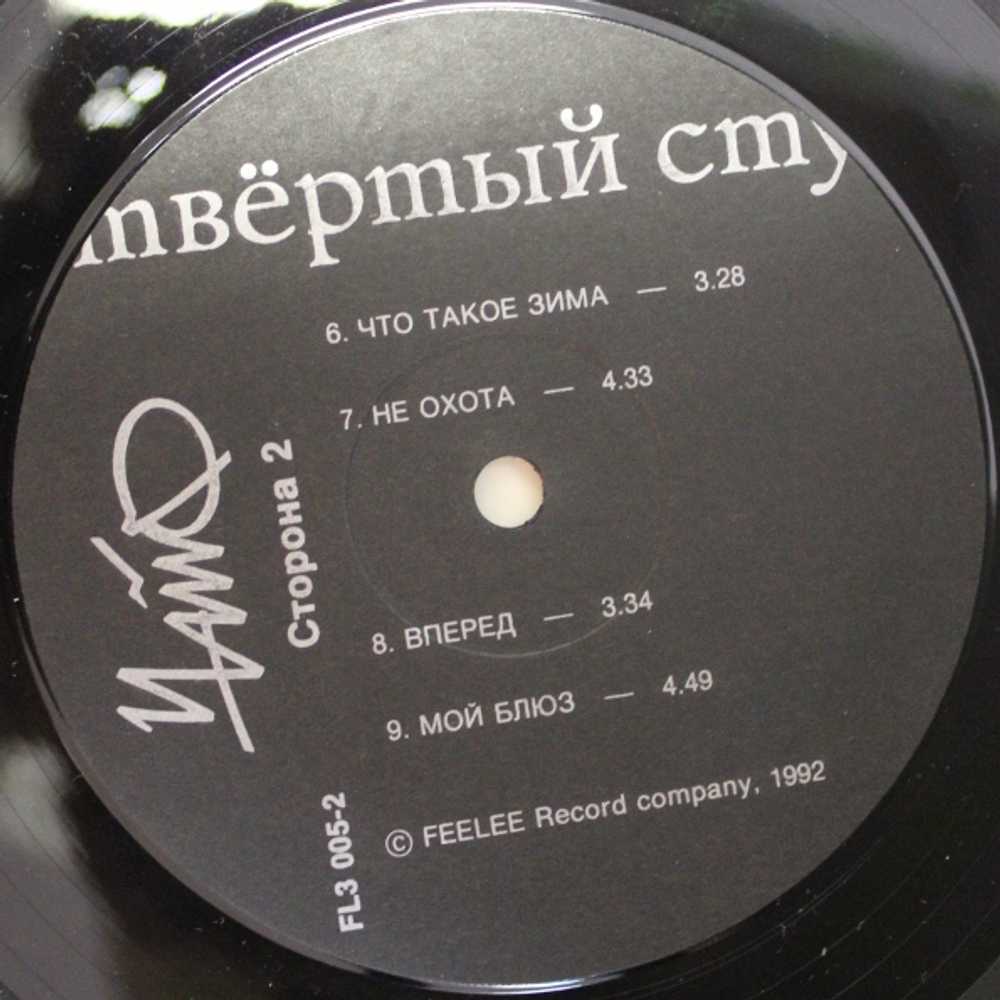 твёртый сту
6. ЧТО ТАКОЕ ЗИМА — 3.28
7. НЕ ОХОТА — 4.33
8. ВПЕРЕД — 3.34
9. МОЙ БЛЮЗ — 4.49
© FEELEE Record company, 1992
Чайф
Сторона 2
FL3 005-2